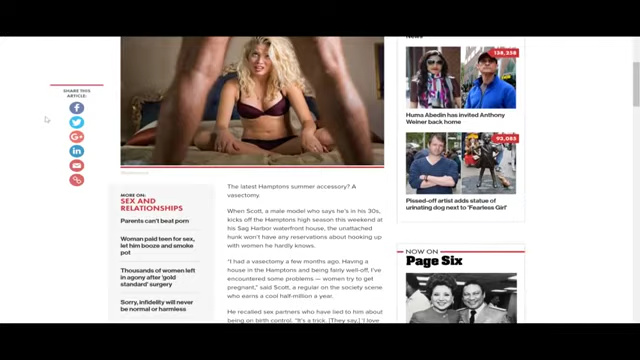 News
138,358
SHARE THIS
ARTICLE:
Huma Abedin has invited Anthony
Weiner back home
93,085
Pissed-off artist adds statue of
urinating dog next to 'Fearless Girl'
MORE ON:
SEX AND
RELATIONSHIPS
Parents can't beat porn
Woman paid teen for sex,
let him booze and smoke
pot
Thousands of women left
in agony after 'gold
standard' surgery
Sorry, infidelity will never
be normal or harmless
The latest Hamptons summer accessory? A
vasectomy.
When Scott, a male model who says he's in his 30s,
kicks off the Hamptons high season this weekend at
his Sag Harbor waterfront house, the unattached
hunk won't have any reservations about hooking up
with women he hardly knows.
"I had a vasectomy a few months ago. Having a
house in the Hamptons and being fairly well-off, I've
encountered some problems — women try to get
pregnant," said Scott, a regular on the society scene
who earns a cool half-million a year.
He recalled sex partners who have lied to him about
being on birth control. "It's a trick. [They say,] 'I love
NOW ON
Page Six